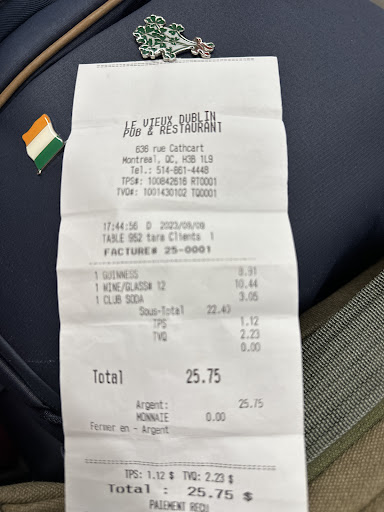 LE VIEUX DUBLIN
PUB & RESTAURANT
636 rue Cathcart
Montreal, QC, H3B 1L9
Tel.: 514-861-4448
TPS#: 100842618 RT0001
TVQ#: 1001430102 TQ0001
17:44:56 D 2023/09/09
TABLE 952 tara Clients 1
FACTURE# 25-0001
1 GUINNESS 8.91
1 WINE/GLASS# 12 10.44
1 CLUB SODA 3.05
Sous-Total 22.40
TPS 1.12
TVQ 2.23
0.00
Total 25.75
Argent: 25.75
MONNAIE 0.00
Fermer en - Argent
TPS: 1.12 $ TVQ: 2.23 $
Total : 25.75 $
PAIEMENT RECU